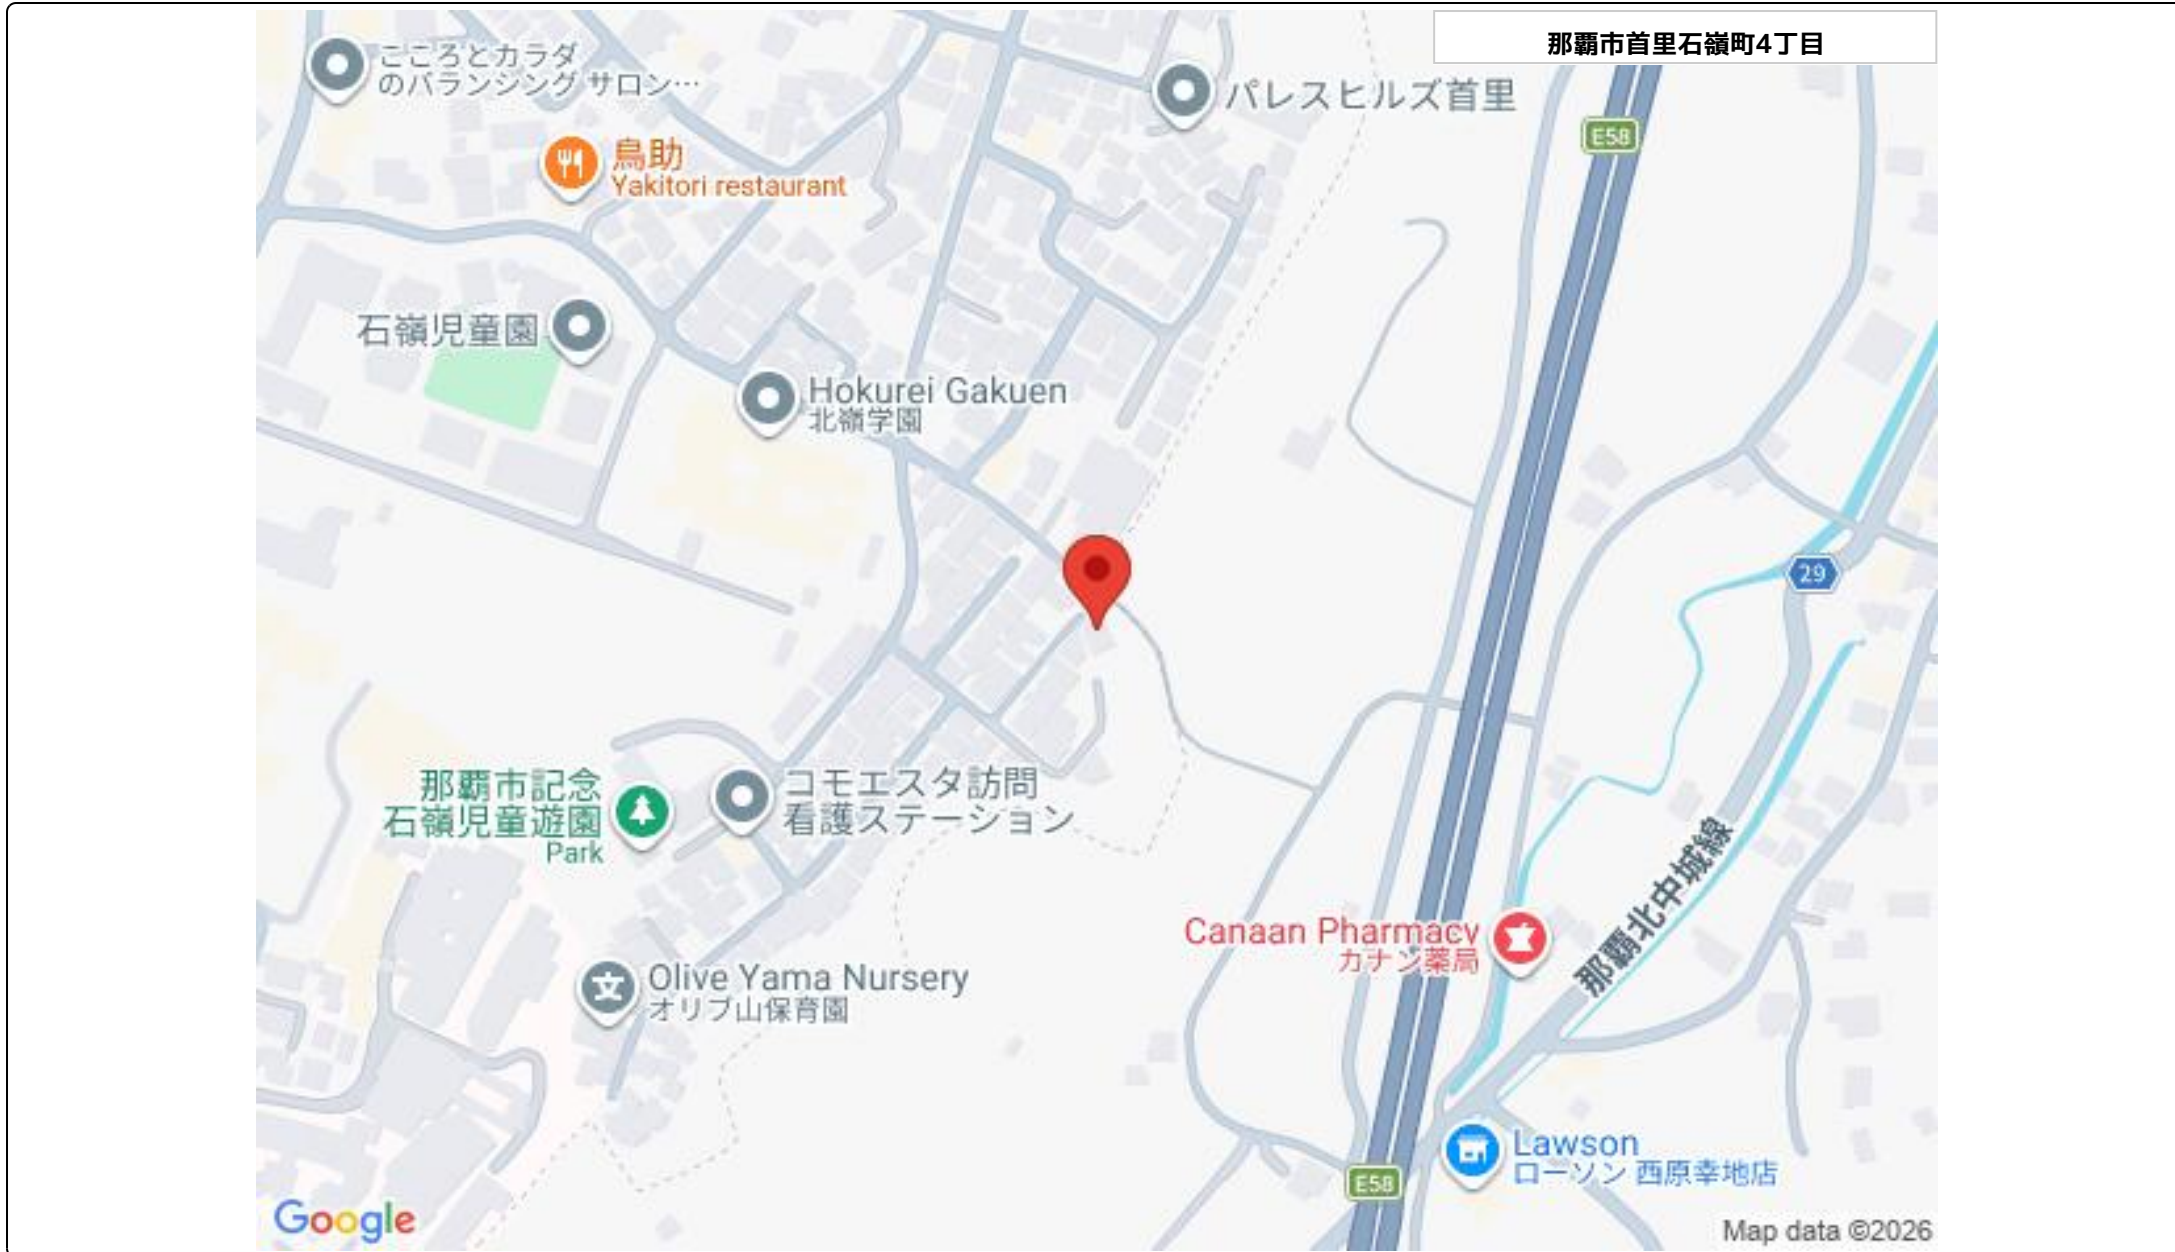 那覇市首里石嶺町4丁目
こころとカラダ
のバランシング サロン…
パレスヒルズ首里
E58
鳥助
Yakitori restaurant
石嶺児童園
Hokurei Gakuen
北嶺学園
29
那覇市記念
石嶺児童遊園
Park
コモエスタ訪問
看護ステーション
那覇北中城線
Canaan Pharmacy
カナン薬局
Olive Yama Nursery
オリブ山保育園
文
Lawson
ローソン 西原幸地店
E58
Google
Map data ©2026